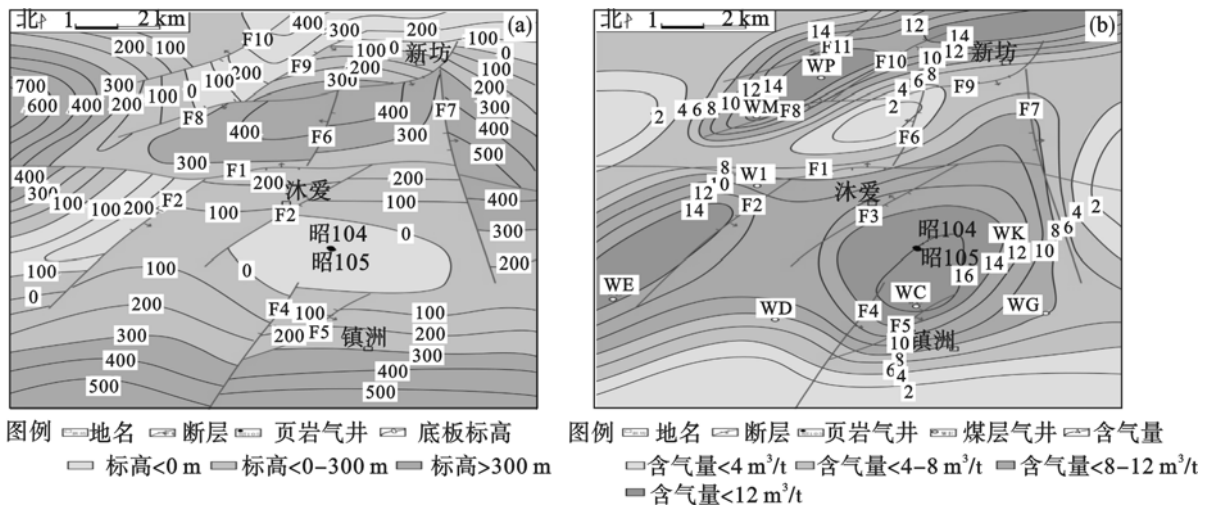 北 1 2 km (a)
400 300 200 100
200 100 F10 100 0 新坊 0
300 200 F9 200 100
700 300 100 0 100 300 200
600 400 200 F8 400 F7 300
400 F6 300 400
300 500
400 F1 200 沐爱 200 400
300 100 100 200 F2 100 F2 100
昭104 0 300
昭105
100 100 0 200
0 200 F4 100 100
300 200 F5 镇洲 200
400 300
500 400
500
图例 地名 断层 页岩气井 底板标高
标高<0 m 标高<0-300 m 标高>300 m
北 1 2 km (b)
14 12 14
F11 10 12 新坊
WP F10 8
12 14 6 F9
2 4 6 8 10 WM F8 4 2 F7
F6
8 W1 F1
10 沐爱
12 F2 F3
14 昭104 WK 8 6 4 2
昭105 12 10
WE 16 14
WD WC WG
F4
F5
10 镇洲
8
6 4
2
图例 地名 断层 页岩气井 煤层气井 含气量
含气量<4 m³/t 含气量<4-8 m³/t 含气量<8-12 m³/t
含气量<12 m³/t